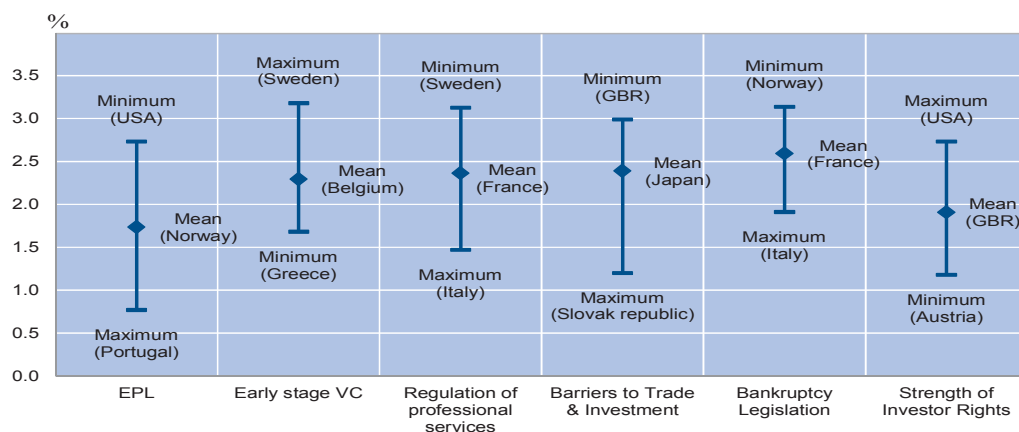 %
3.5
3.0
2.5
2.0
1.5
1.0
0.5
0.0
Minimum
(USA)
Mean
(Norway)
Maximum
(Portugal)
Maximum
(Sweden)
Mean
(Belgium)
Minimum
(Greece)
Minimum
(Sweden)
Mean
(France)
Maximum
(Italy)
Minimum
(GBR)
Mean
(Japan)
Maximum
(Slovak republic)
Minimum
(Norway)
Mean
(France)
Maximum
(Italy)
Maximum
(USA)
Mean
(GBR)
Minimum
(Austria)
EPL
Early stage VC
Regulation of
professional
services
Barriers to Trade
& Investment
Bankruptcy
Legislation
Strength of
Investor Rights